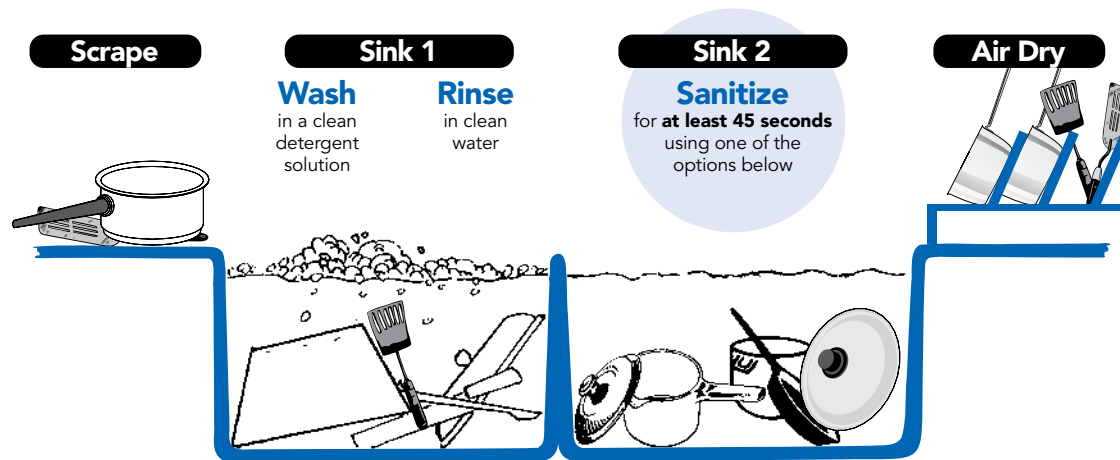 Scrape
Sink 1
Sink 2
Air Dry
Wash
in a clean
detergent
solution
Rinse
in clean
water
Sanitize
for at least 45 seconds
using one of the
options below